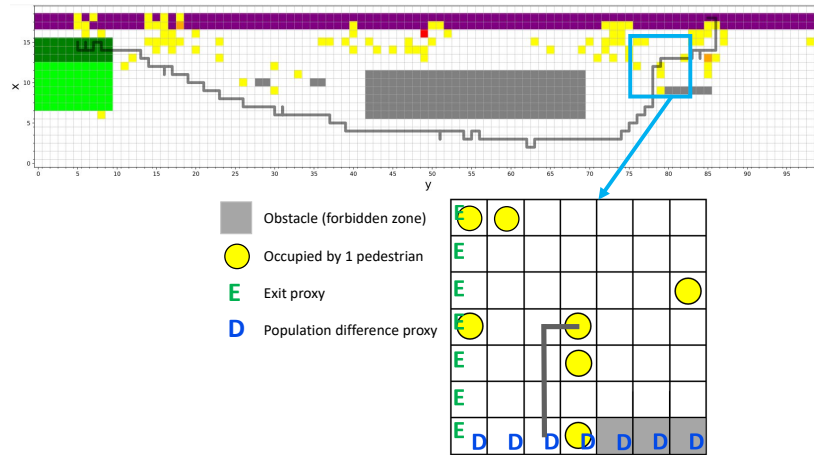 15
10
5
0
x
0 5 10 15 20 25 30 35 40 45 50 55 60 65 70 75 80 85 90 95
y
Obstacle (forbidden zone)
Occupied by 1 pedestrian
E Exit proxy
D Population difference proxy
E
E
E
E
E
E
E D D D D D D D